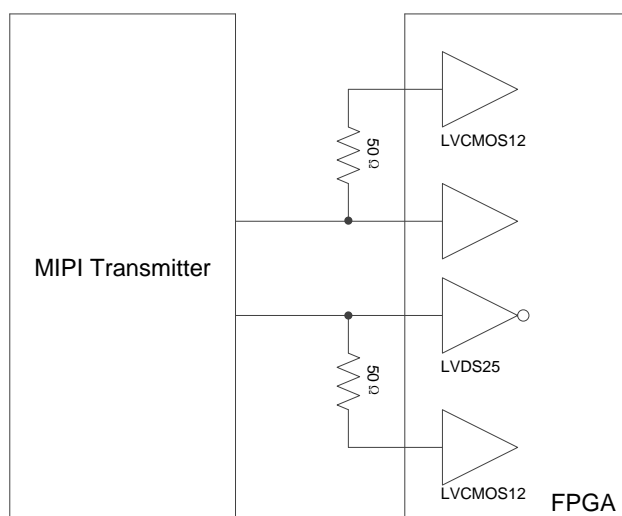 LVCMOS12
50 Ω
MIPI Transmitter
50 Ω
LVDS25
LVCMOS12
FPGA